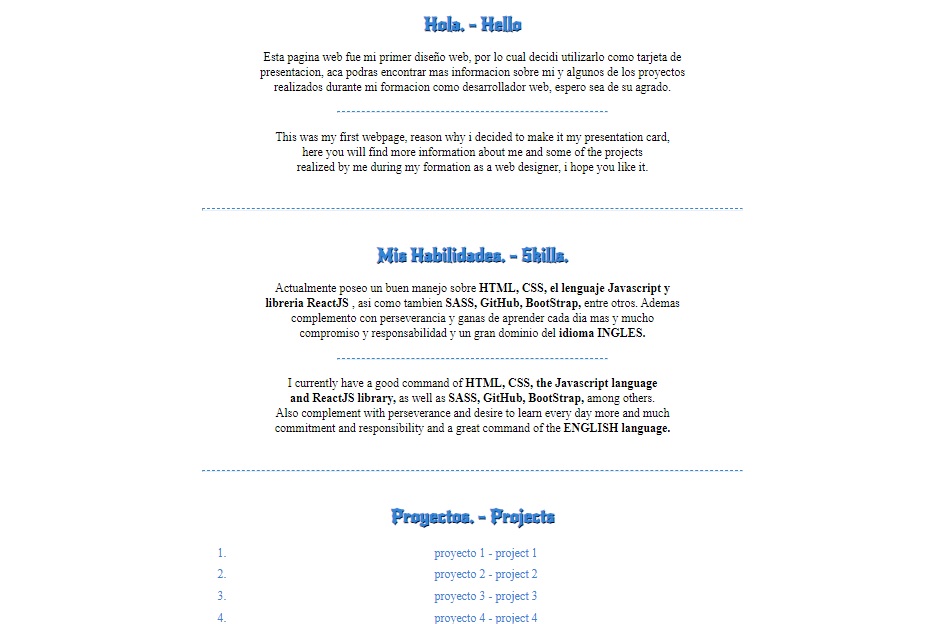 Hola. - Hello
Esta pagina web fue mi primer diseño web, por lo cual decidi utilizarlo como tarjeta de
presentacion, aca podras encontrar mas informacion sobre mi y algunos de los proyectos
realizados durante mi formacion como desarrollador web, espero sea de su agrado.
This was my first webpage, reason why i decided to make it my presentation card,
here you will find more information about me and some of the projects
realized by me during my formation as a web designer, i hope you like it.
Mis Habilidades. - Skills.
Actualmente poseo un buen manejo sobre HTML, CSS, el lenguaje Javascript y
libreria ReactJS , asi como tambien SASS, GitHub, BootStrap, entre otros. Ademas
complemento con perseverancia y ganas de aprender cada dia mas y mucho
compromiso y responsabilidad y un gran dominio del idioma INGLES.
I currently have a good command of HTML, CSS, the Javascript language
and ReactJS library, as well as SASS, GitHub, BootStrap, among others.
Also complement with perseverance and desire to learn every day more and much
commitment and responsibility and a great command of the ENGLISH language.
Proyectos. - Projects
1. proyecto 1 - project 1
2. proyecto 2 - project 2
3. proyecto 3 - project 3
4. proyecto 4 - project 4